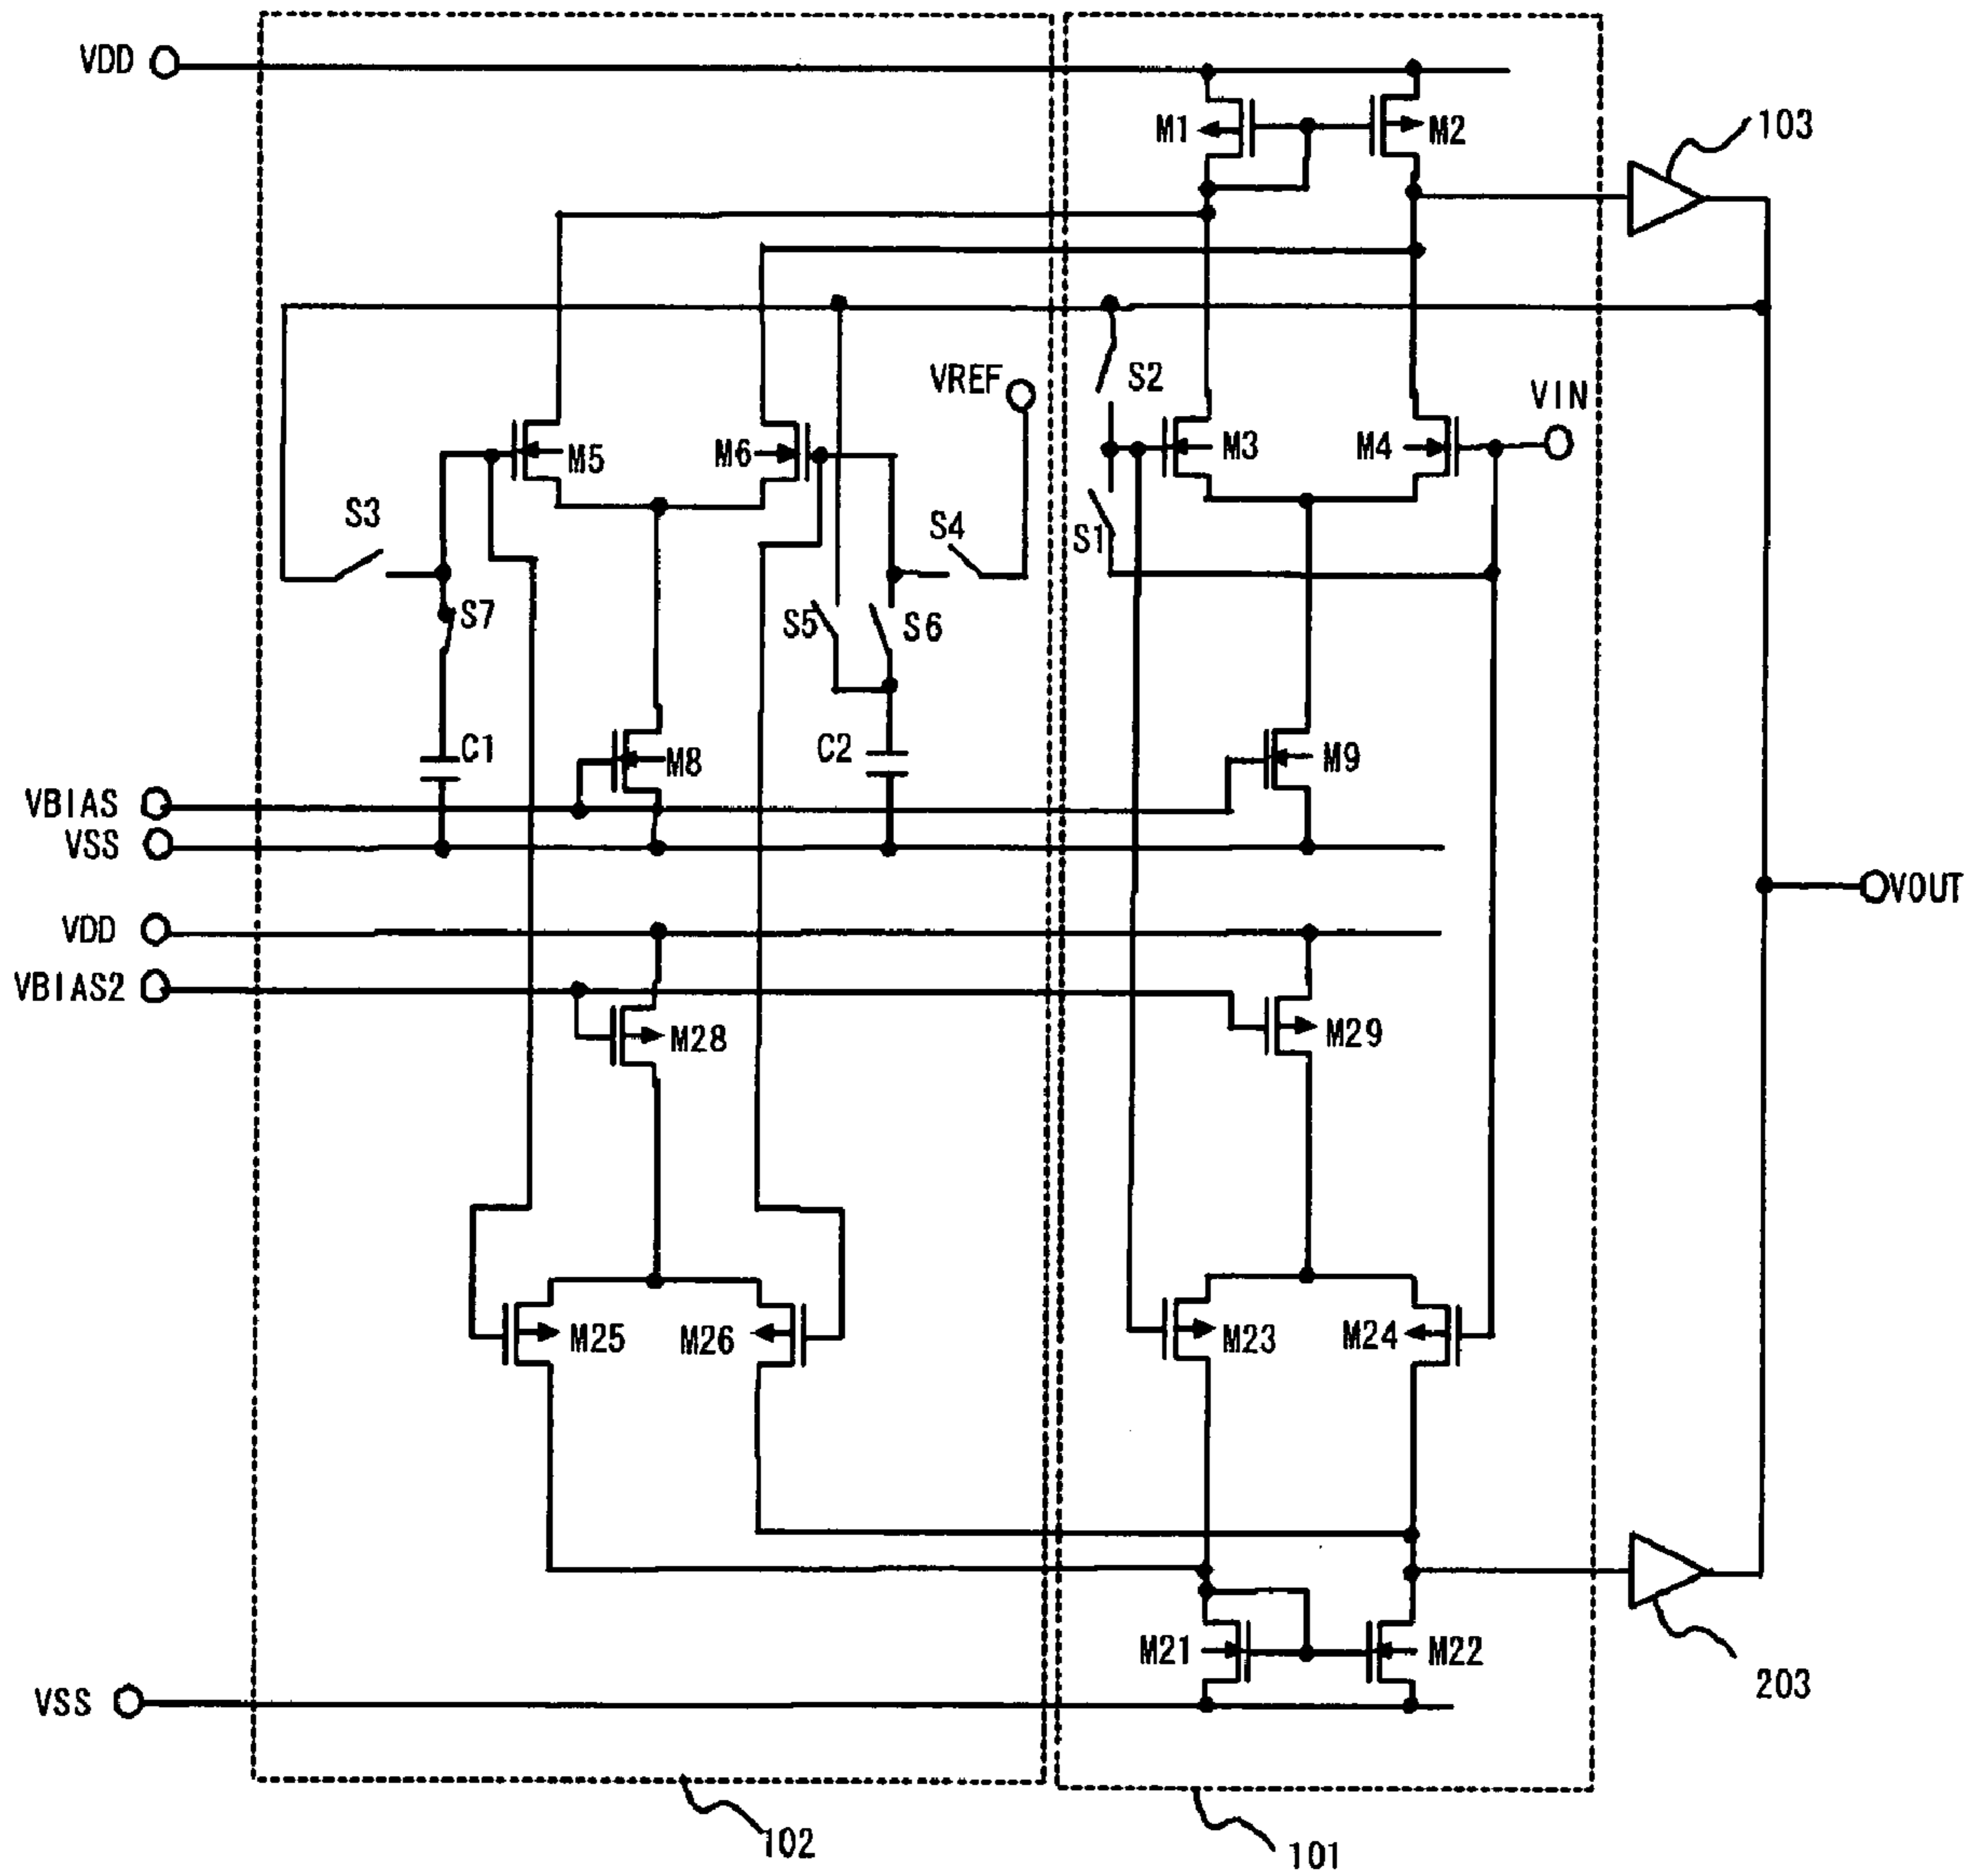 VDD
M1
M2
103
VREF
S2
VIN
M5
M6
M3
M4
S3
S4
S1
S7
S5
S6
C1
M8
C2
M9
VBIAS
VSS
VOUT
VDD
VBIAS2
M28
M29
M25
M26
M23
M24
M21
M22
203
VSS
102
101